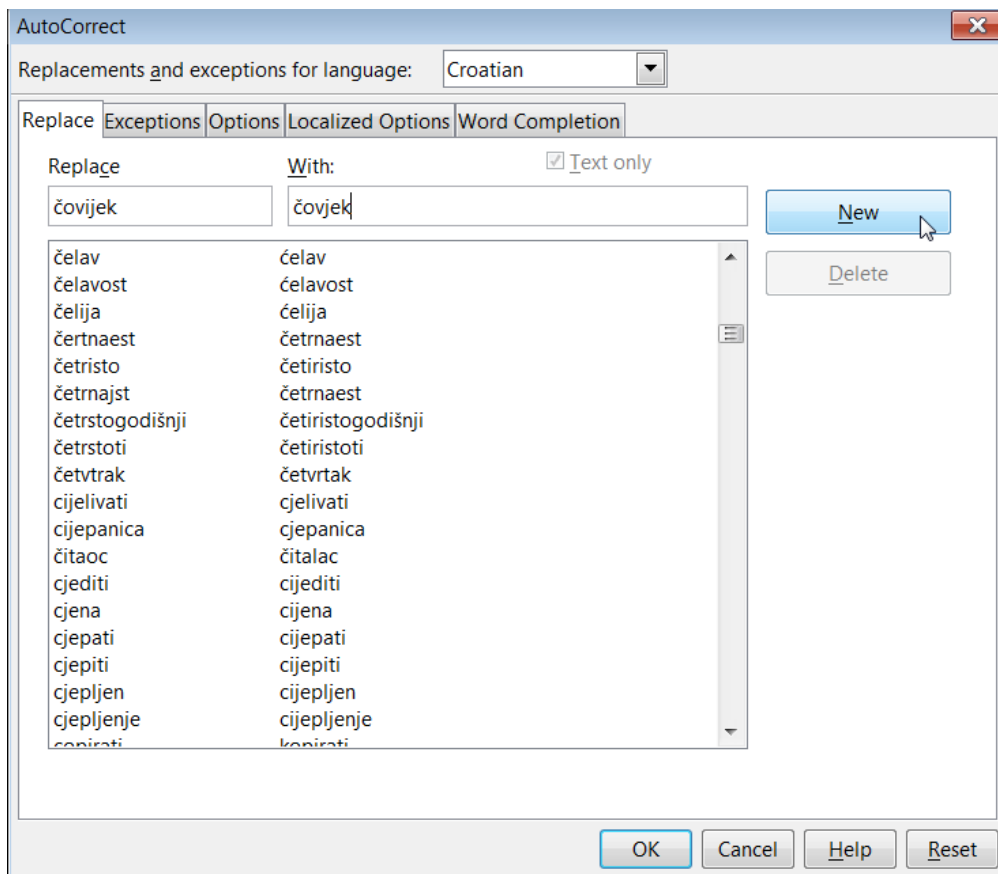 AutoCorrect
Replacements and exceptions for language: Croatian
Replace Exceptions Options Localized Options Word Completion
Replace With: Text only
čovijek čovjek New
Delete
čelav ćelav
čelavost ćelavost
čelija ćelija
čertnaest četrnaest
četristo četiristo
četrnajst četrnaest
četrstogodišnji četiristogodišnji
četrstoti četiristoti
četvtrak četvrtak
cijelivati cjelivati
cijepanica cjepanica
čitaoc čitalac
cjediti cijediti
cjena cijena
cjepati cijepati
cjepiti cijepiti
cjepljen cijepljen
cjepljenje cijepljenje
copirati kopirati
OK Cancel Help Reset